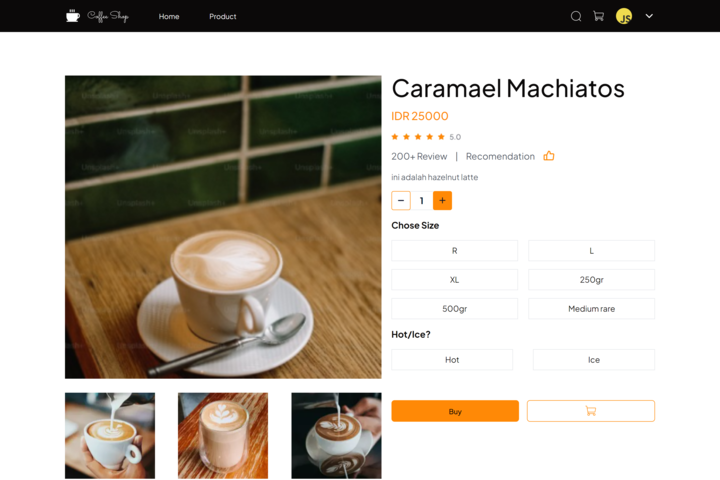 Coffee Shop
Home
Product
JS
Caramael Machiatos
IDR 25000
5.0
200+ Review | Recomendation
ini adalah hazelnut latte
1
Chose Size
R
L
XL
250gr
500gr
Medium rare
Hot/Ice?
Hot
Ice
Buy